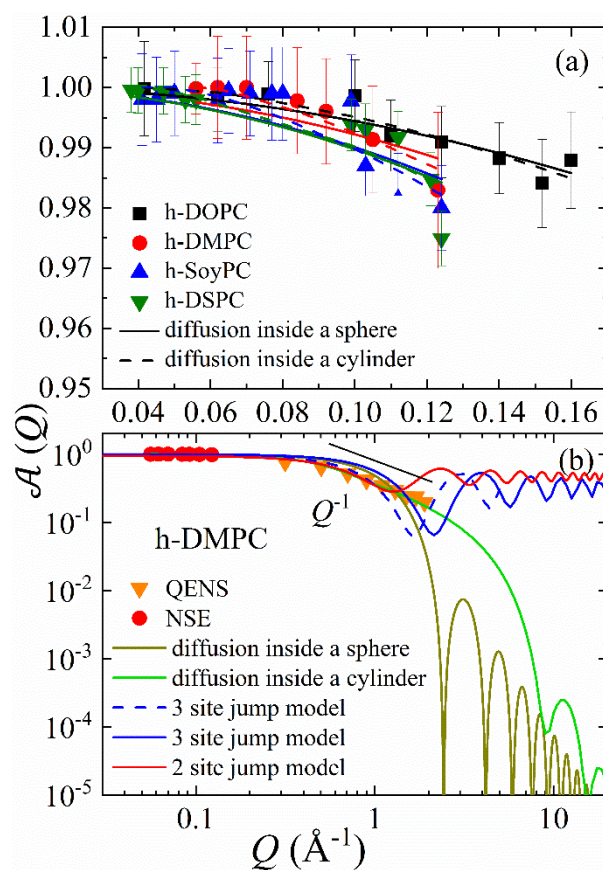 1.01
(a)
1.00
0.99
0.98
h-DOPC
h-DMPC
0.97
h-SoyPC
h-DSPC
0.96
diffusion inside a sphere
diffusion inside a cylinder
0.95
0.04 0.06 0.08 0.10 0.12 0.14 0.16
𝒜 (Q)
10⁰
(b)
10⁻¹
Q⁻¹
h-DMPC
10⁻²
QENS
NSE
10⁻³
diffusion inside a sphere
diffusion inside a cylinder
10⁻⁴
3 site jump model
3 site jump model
2 site jump model
10⁻⁵
0.1 1 10
Q (Å⁻¹)